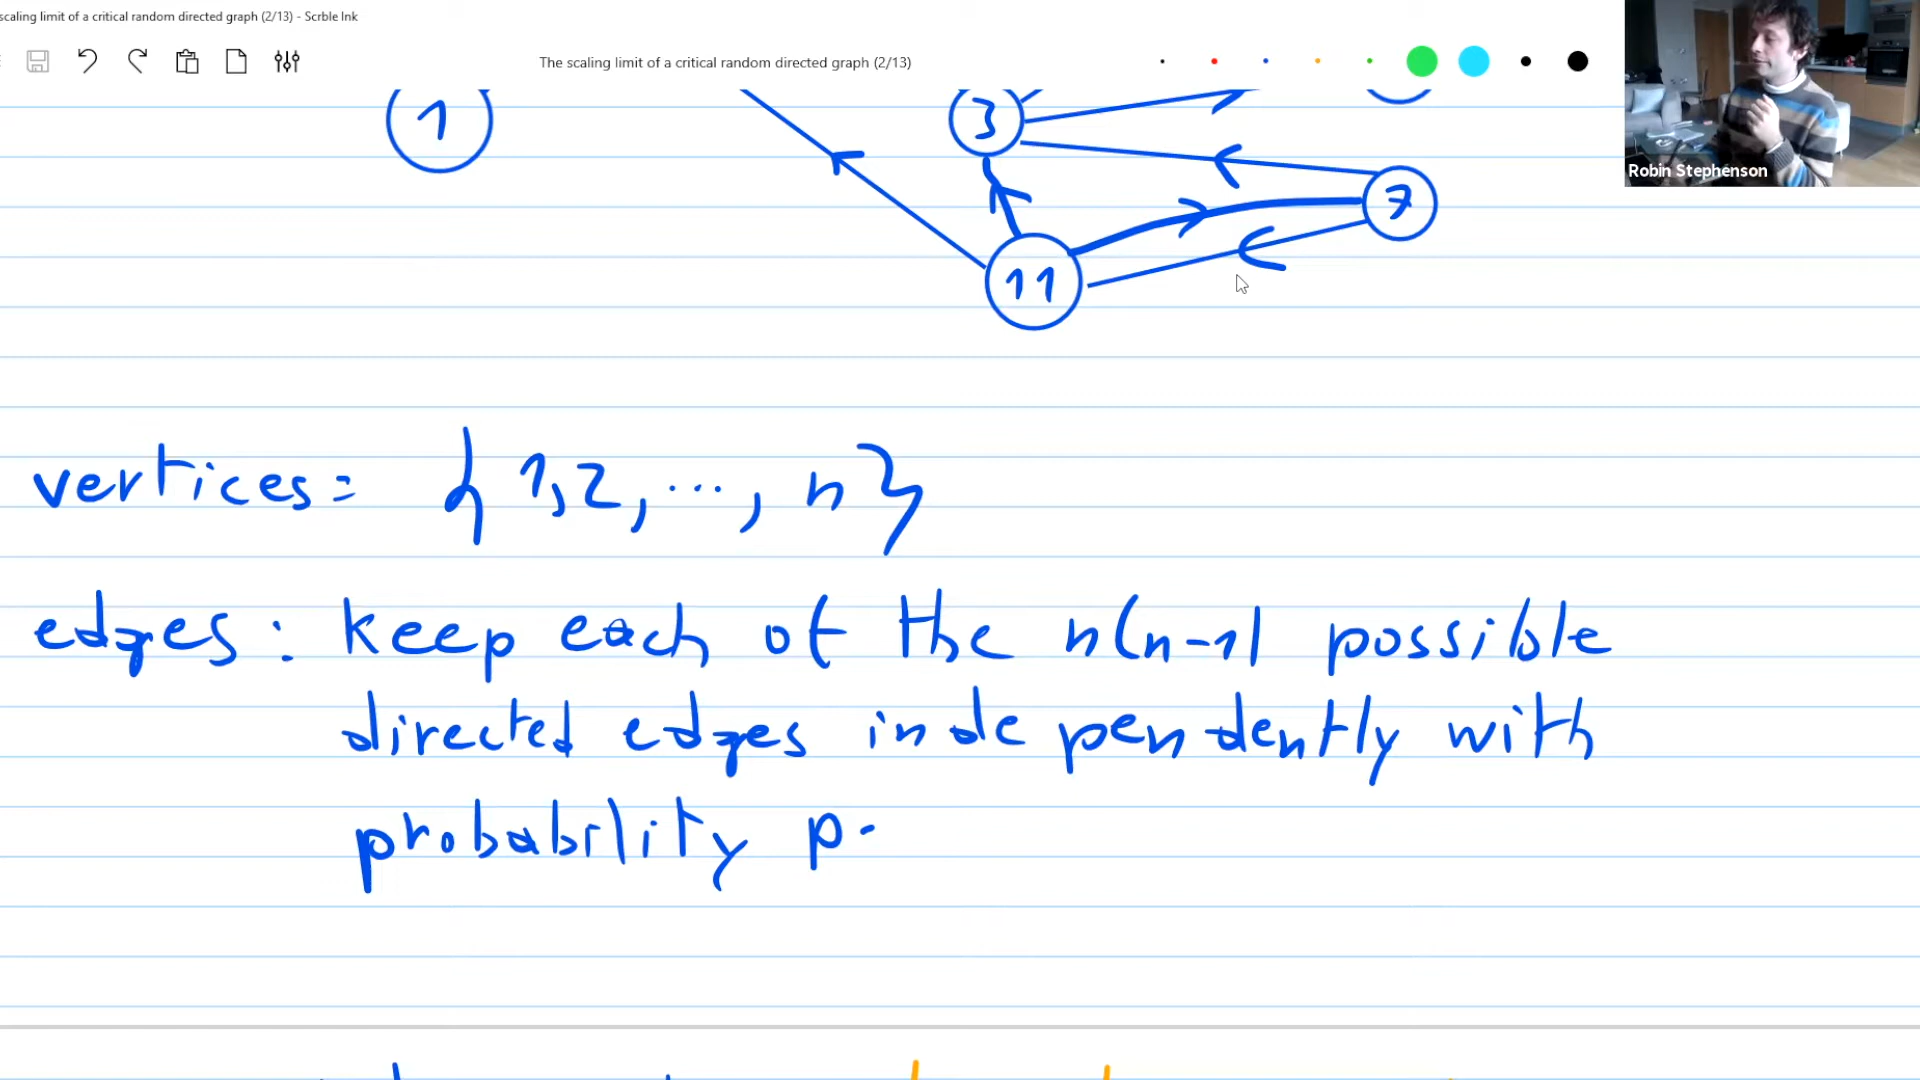 scaling limit of a critical random directed graph (2/13) - Scrble Ink
The scaling limit of a critical random directed graph (2/13)
Robin Stephenson
1
3
7
11
vertices = { 1,2, ..., n }
edges : keep each of the n(n-1) possible
directed edges independently with
probability p.